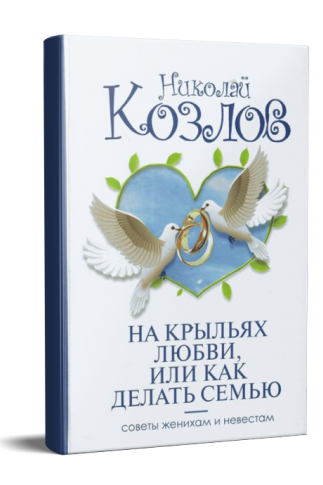 Николай
Козлов
НА КРЫЛЬЯХ
ЛЮБВИ,
ИЛИ КАК
ДЕЛАТЬ СЕМЬЮ
советы женихам и невестам